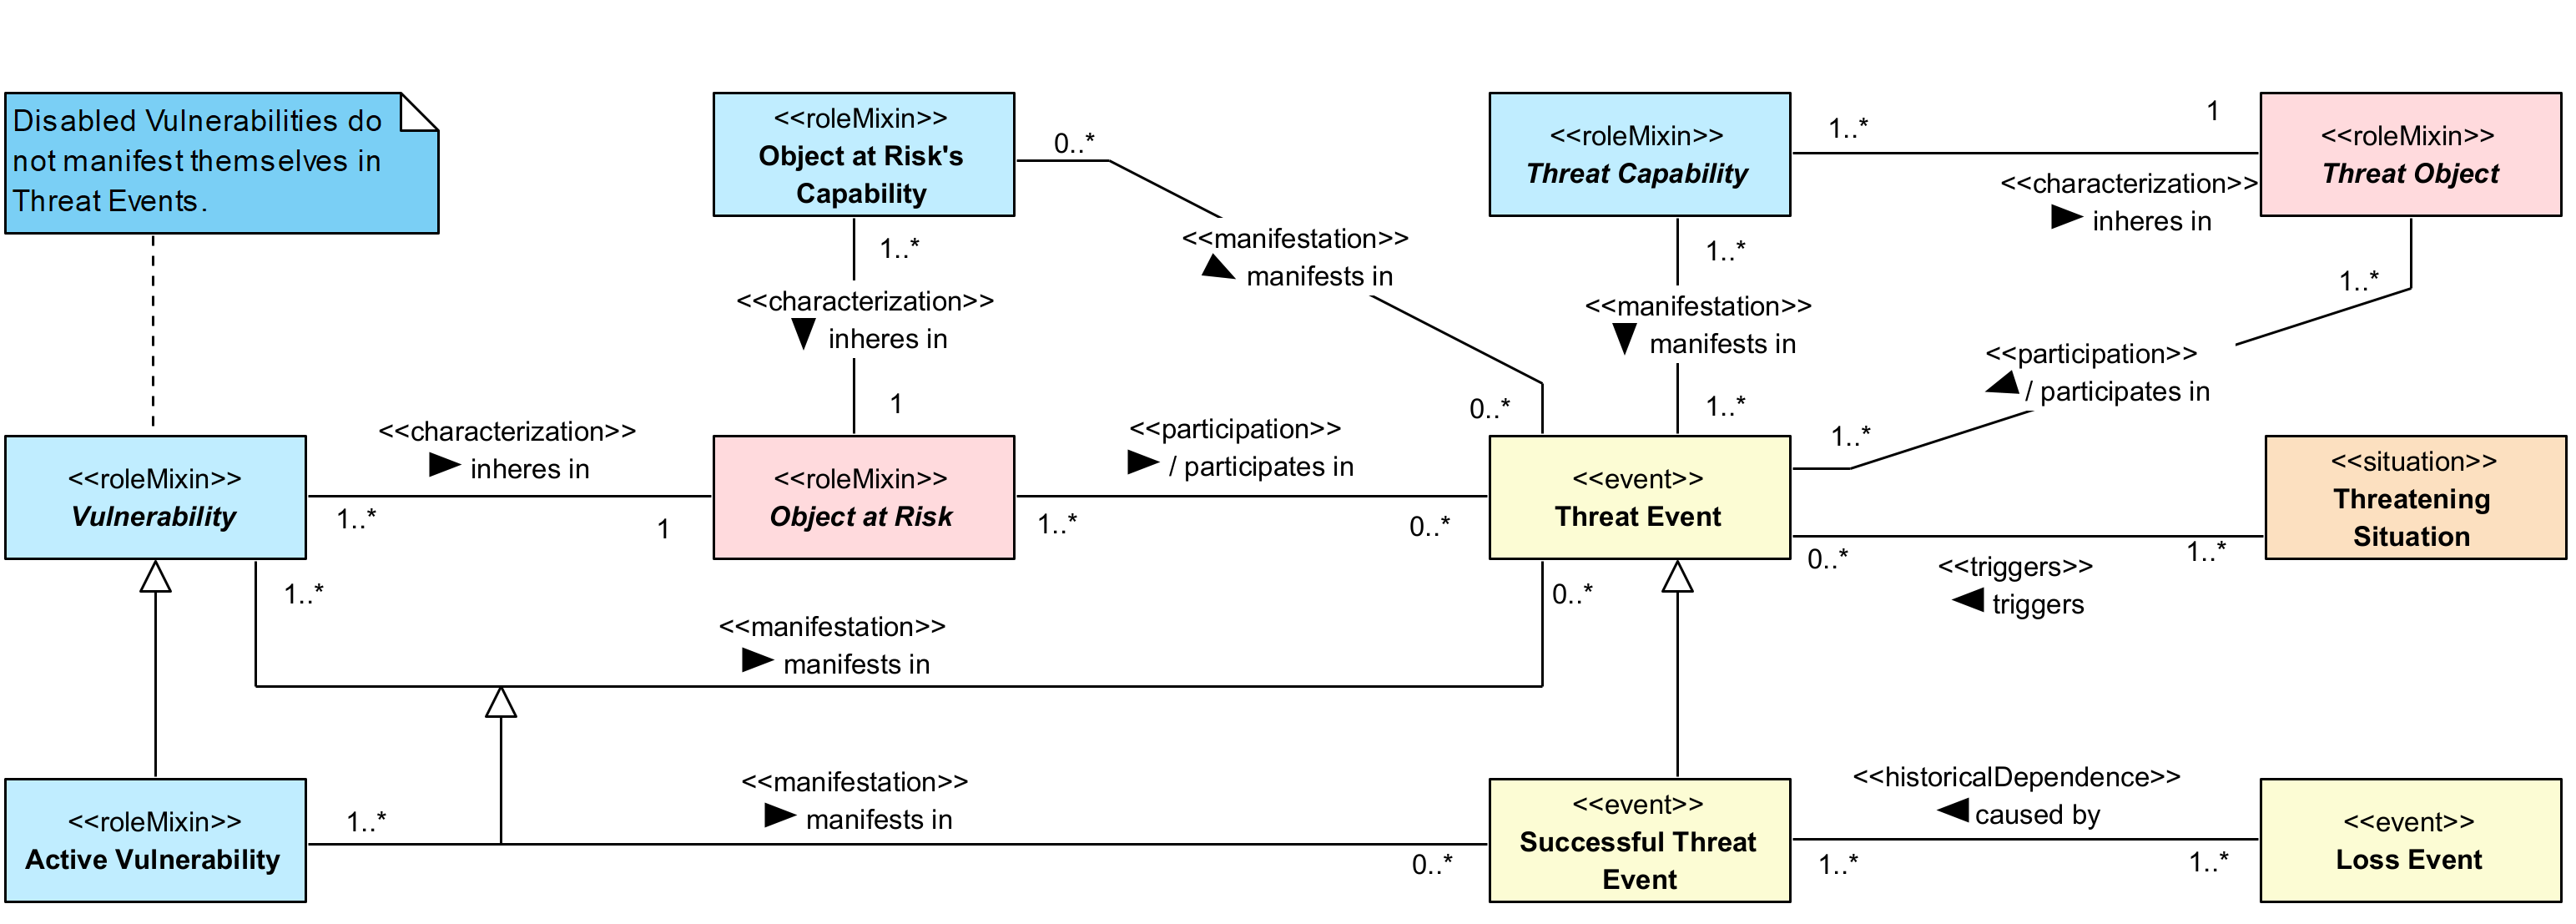 Disabled Vulnerabilities do
not manifest themselves in
Threat Events.
<<roleMixin>>
Object at Risk's
Capability
0..*
<<roleMixin>>
Threat Capability
1..*
1
<<roleMixin>>
Threat Object
<<characterization>>
inheres in
1..*
<<characterization>>
inheres in
1
<<manifestation>>
manifests in
0..*
1..*
<<manifestation>>
manifests in
1..*
1..*
<<participation>>
/ participates in
1..*
<<roleMixin>>
Vulnerability
<<characterization>>
inheres in
1..*
1
<<roleMixin>>
Object at Risk
<<participation>>
/ participates in
1..*
0..*
<<event>>
Threat Event
<<situation>>
Threatening
Situation
0..*
1..*
<<triggers>>
triggers
1..*
0..*
<<manifestation>>
manifests in
<<roleMixin>>
Active Vulnerability
1..*
<<manifestation>>
manifests in
0..*
<<event>>
Successful Threat
Event
<<historicalDependence>>
caused by
1..*
1..*
<<event>>
Loss Event